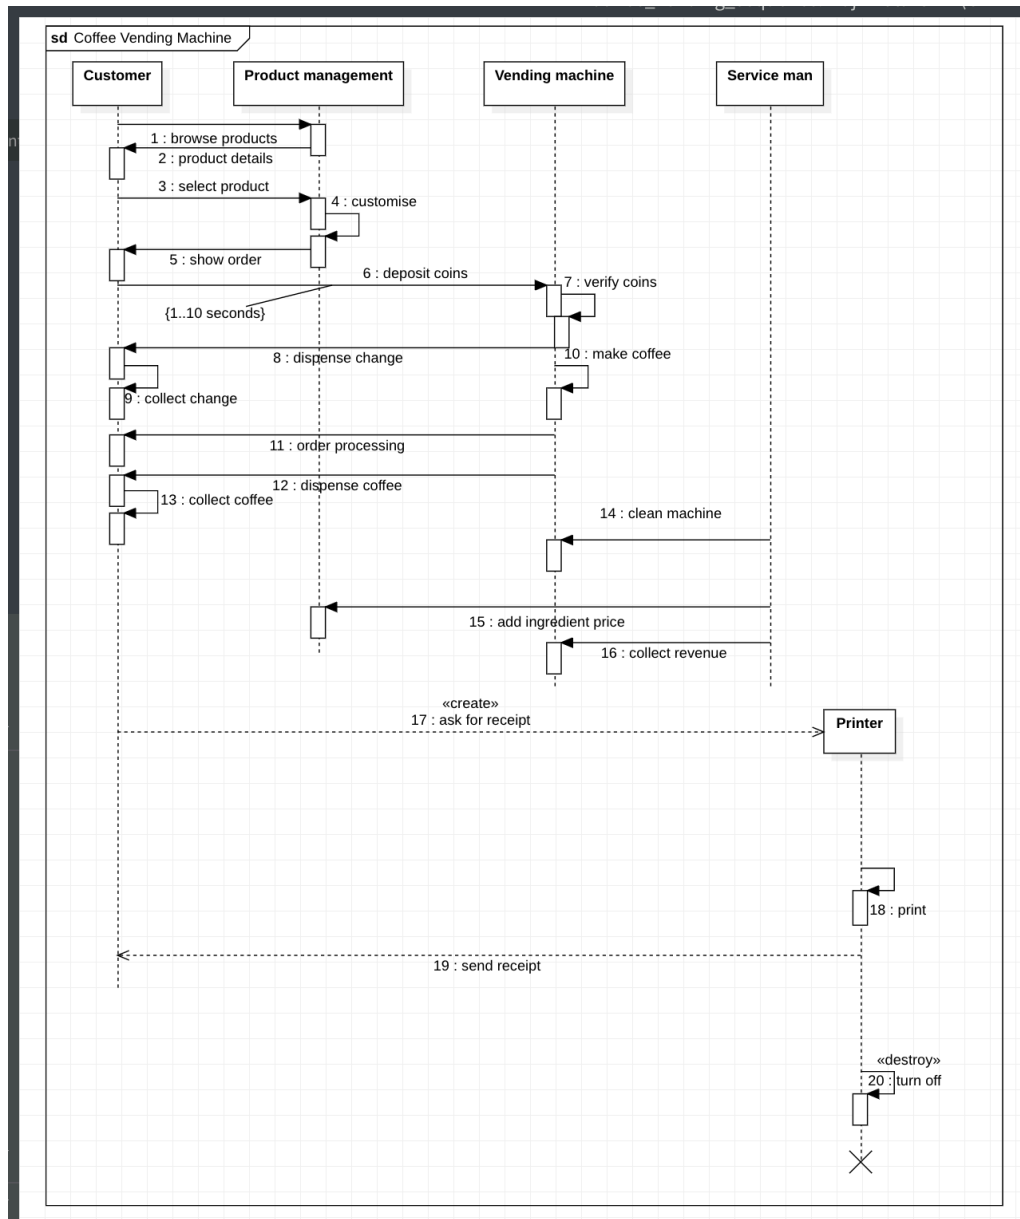 sd Coffee Vending Machine
Customer
Product management
Vending machine
Service man
1 : browse products
2 : product details
3 : select product
4 : customise
5 : show order
6 : deposit coins
7 : verify coins
{1..10 seconds}
8 : dispense change
10 : make coffee
9 : collect change
11 : order processing
12 : dispense coffee
13 : collect coffee
14 : clean machine
15 : add ingredient price
16 : collect revenue
«create»
17 : ask for receipt
Printer
18 : print
19 : send receipt
«destroy»
20 : turn off